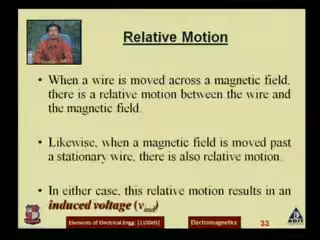 Relative Motion
• When a wire is moved across a magnetic field,
there is a relative motion between the wire and
the magnetic field.
• Likewise, when a magnetic field is moved past
a stationary wire, there is also relative motion.
• In either case, this relative motion results in an
induced voltage (vind)
Elements of Electrical Engg. [110005]
Electromagnetics
33